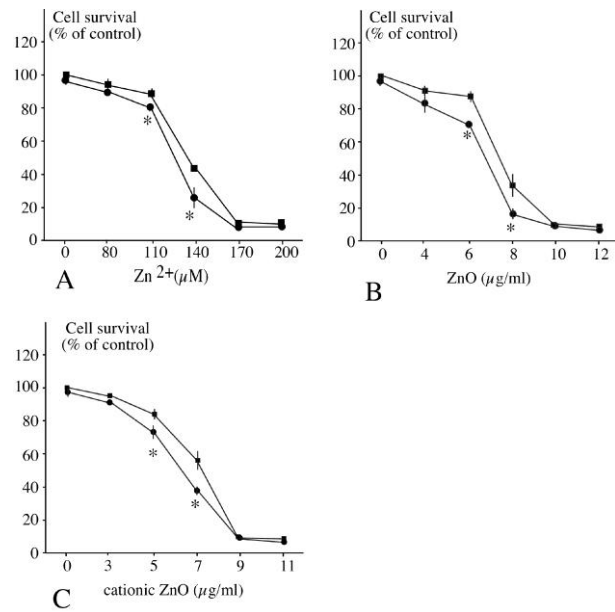 Cell survival
(% of control)
120
100
80
60
40
20
0
0 80 110 140 170 200
Zn 2+(µM)
A
*
*
Cell survival
(% of control)
120
100
80
60
40
20
0
0 4 6 8 10 12
ZnO (µg/ml)
B
*
*
Cell survival
(% of control)
120
100
80
60
40
20
0
0 3 5 7 9 11
cationic ZnO (µg/ml)
C
*
*